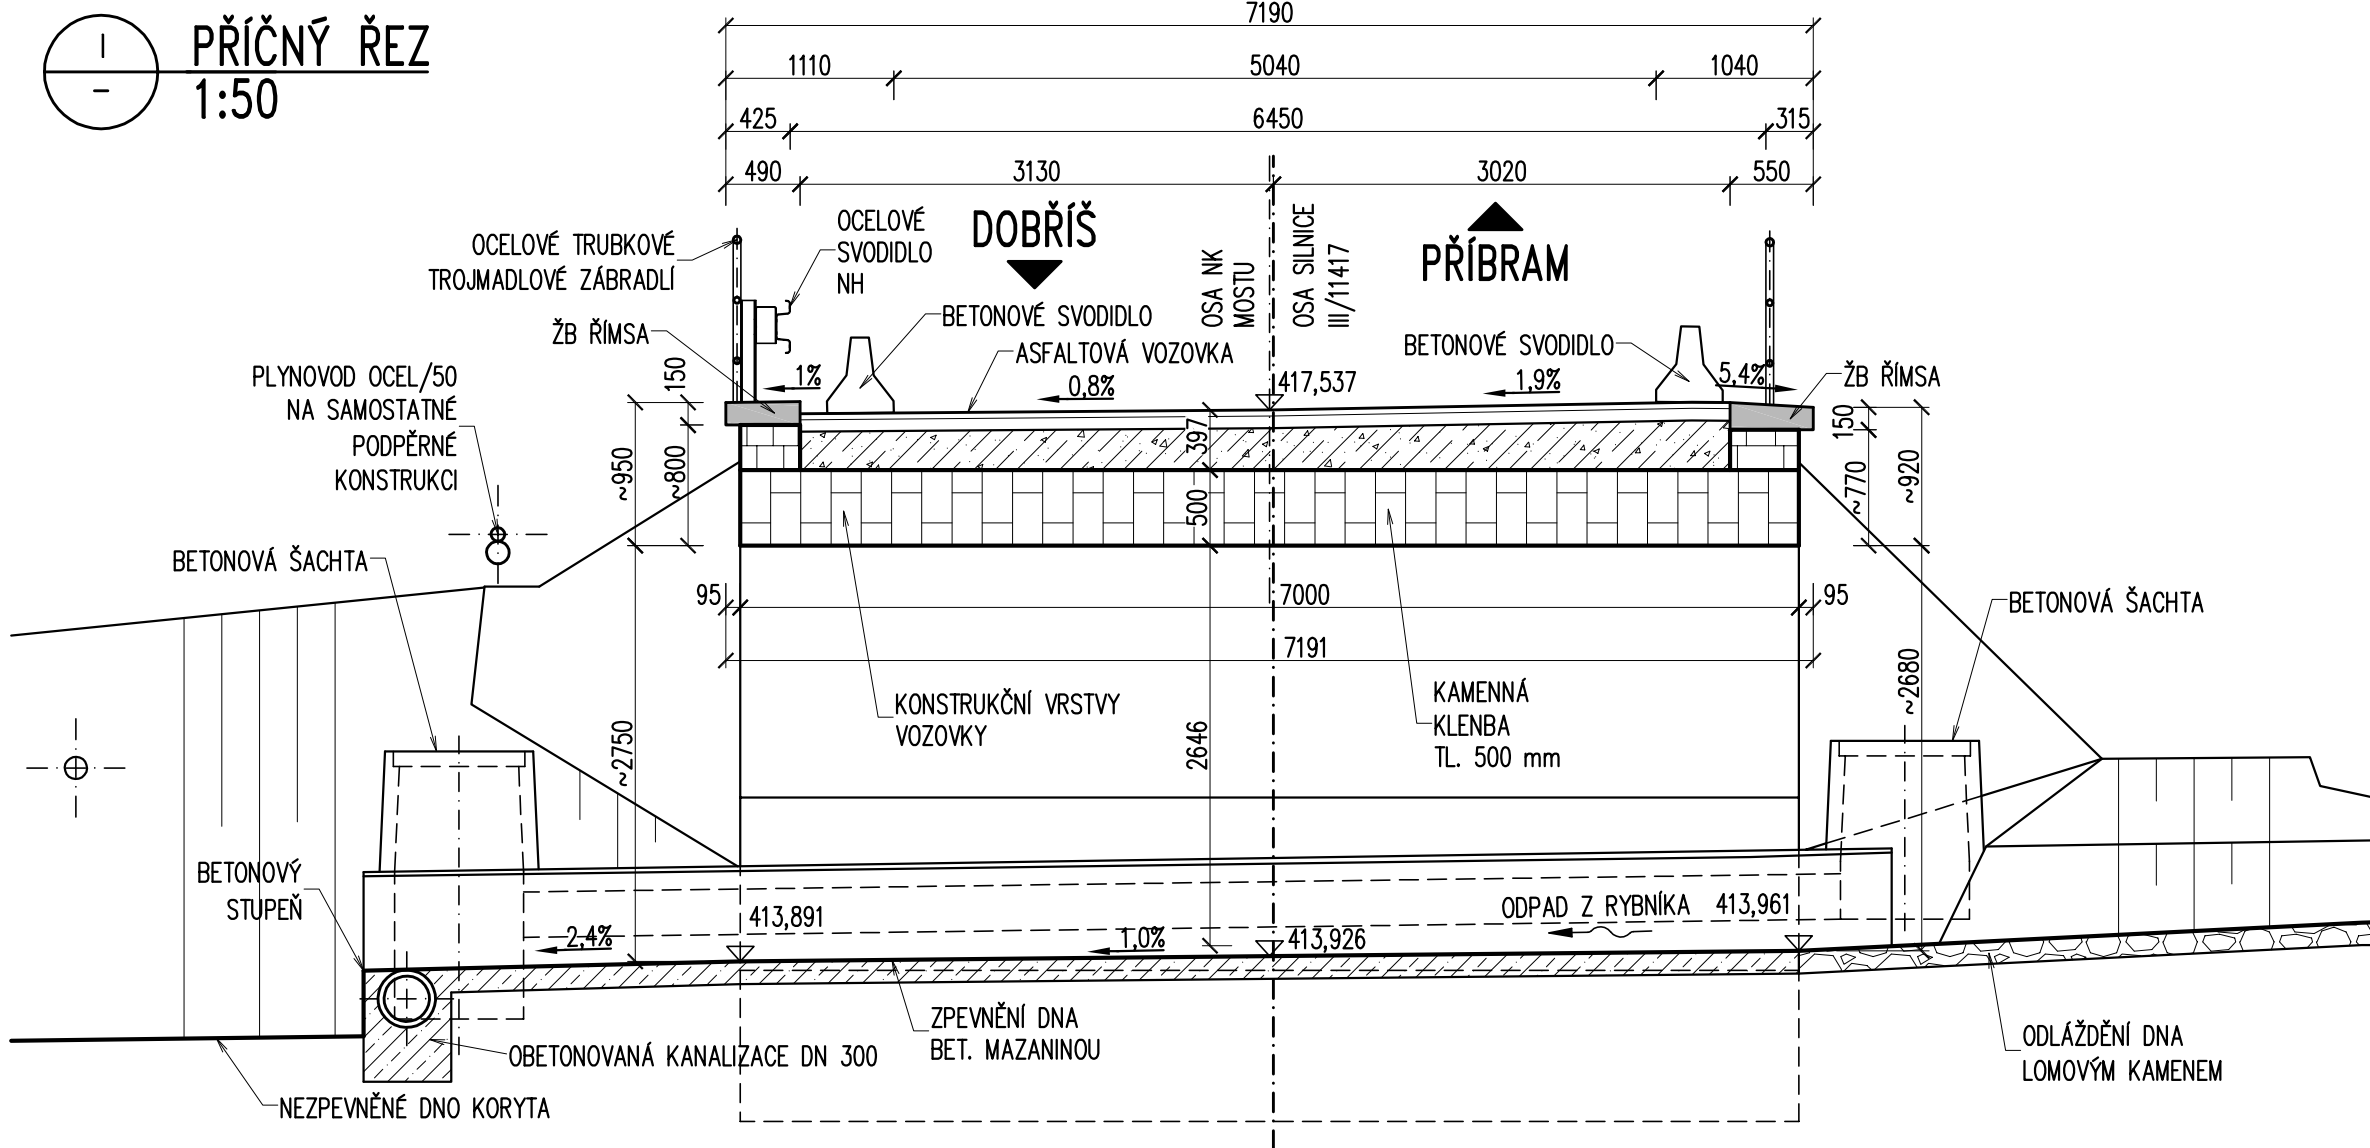 I
–
PŘÍČNÝ ŘEZ
1:50
7190
1110
5040
1040
425
6450
315
490
3130
3020
550
OCELOVÉ TRUBKOVÉ
TROJMADLOVÉ ZÁBRADLÍ
OCELOVÉ
SVODIDLO
NH
DOBŘÍŠ
OSA NK
MOSTU
OSA SILNICE
III/11417
PŘÍBRAM
ŽB ŘÍMSA
BETONOVÉ SVODIDLO
ASFALTOVÁ VOZOVKA
BETONOVÉ SVODIDLO
ŽB ŘÍMSA
PLYNOVOD OCEL/50
NA SAMOSTATNÉ
PODPĚRNÉ
KONSTRUKCI
150
1%
0,8%
417,537
1,9%
5,4%
150
~950
~800
397
500
~770
~920
BETONOVÁ ŠACHTA
95
7000
95
BETONOVÁ ŠACHTA
7191
KONSTRUKČNÍ VRSTVY
VOZOVKY
KAMENNÁ
KLENBA
TL. 500 mm
~2750
2646
~2680
BETONOVÝ
STUPEŇ
413,891
ODPAD Z RYBNÍKA
413,961
2,4%
1,0%
413,926
ZPEVNĚNÍ DNA
BET. MAZANINOU
OBETONOVANÁ KANALIZACE DN 300
ODLÁŽDĚNÍ DNA
LOMOVÝM KAMENEM
NEZPEVNĚNÉ DNO KORYTA